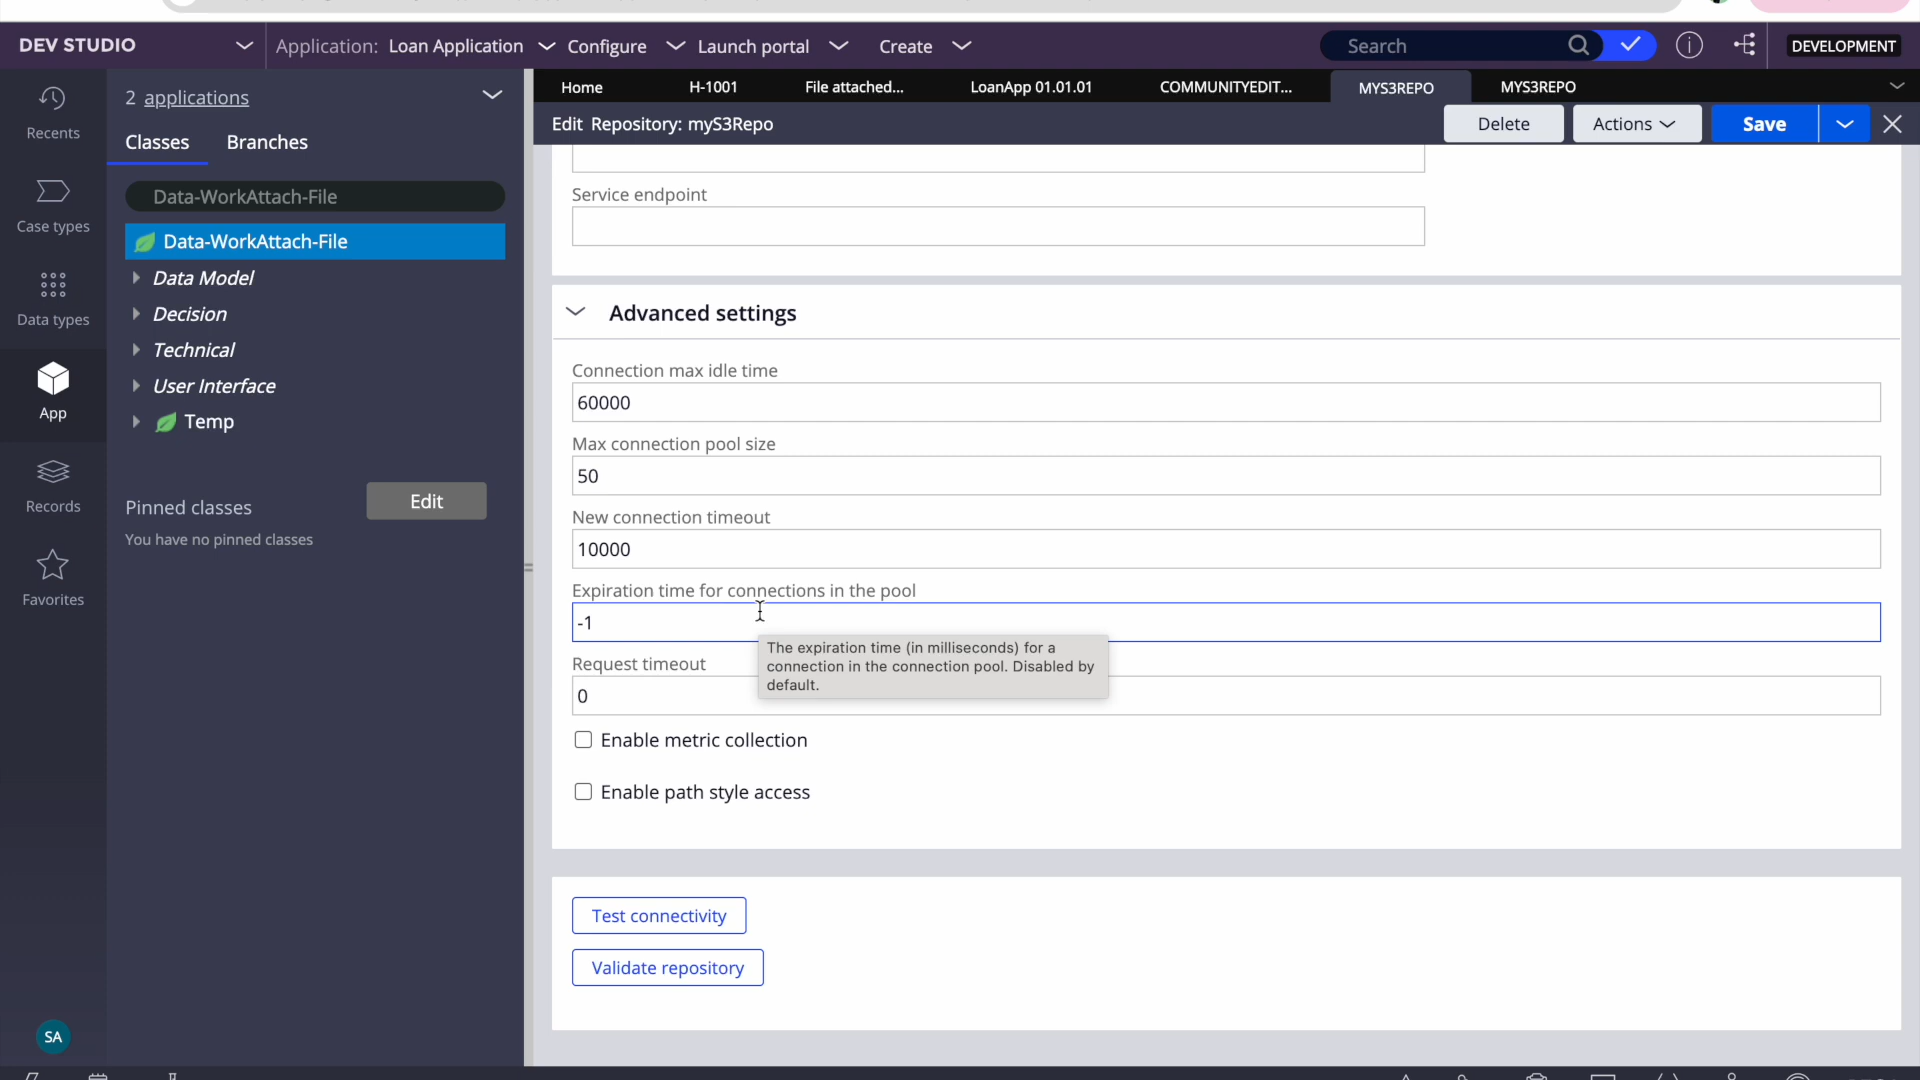 DEV STUDIO
Application: Loan Application
Configure
Launch portal
Create
Search
DEVELOPMENT
Recents
Case types
Data types
App
Records
Favorites
SA
2 applications
Classes
Branches
Data-WorkAttach-File
Data-WorkAttach-File
Data Model
Decision
Technical
User Interface
Temp
Pinned classes
Edit
You have no pinned classes
Home
H-1001
File attached...
LoanApp 01.01.01
COMMUNITYEDIT...
MYS3REPO
MYS3REPO
Edit Repository: myS3Repo
Delete
Actions
Save
Service endpoint
Advanced settings
Connection max idle time
60000
Max connection pool size
50
New connection timeout
10000
Expiration time for connections in the pool
-1
The expiration time (in milliseconds) for a
connection in the connection pool. Disabled by
default.
Request timeout
0
Enable metric collection
Enable path style access
Test connectivity
Validate repository